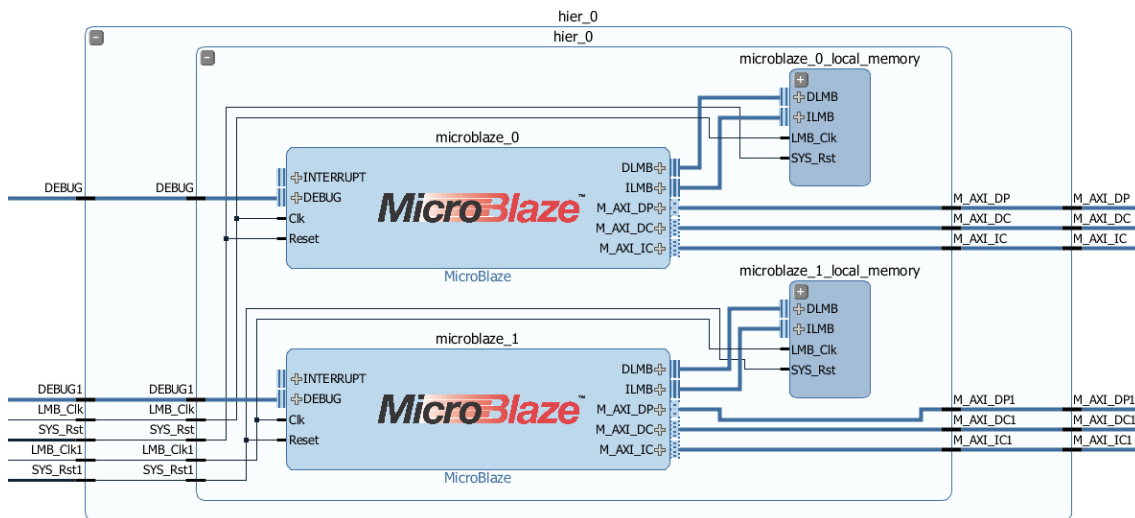 hier_0
hier_0
microblaze_0_local_memory
DLMB
ILMB
LMB_Clk
SYS_Rst
microblaze_0
INTERRUPT
DEBUG
Clk
Reset
MicroBlaze™
DLMB
ILMB
M_AXI_DP
M_AXI_DC
M_AXI_IC
MicroBlaze
DEBUG
DEBUG
M_AXI_DP
M_AXI_DP
M_AXI_DC
M_AXI_DC
M_AXI_IC
M_AXI_IC
microblaze_1_local_memory
DLMB
ILMB
LMB_Clk
SYS_Rst
microblaze_1
INTERRUPT
DEBUG
Clk
Reset
MicroBlaze™
DLMB
ILMB
M_AXI_DP
M_AXI_DC
M_AXI_IC
MicroBlaze
DEBUG1
DEBUG1
LMB_Clk
LMB_Clk
SYS_Rst
SYS_Rst
LMB_Clk1
LMB_Clk1
SYS_Rst1
SYS_Rst1
M_AXI_DP1
M_AXI_DP1
M_AXI_DC1
M_AXI_DC1
M_AXI_IC1
M_AXI_IC1